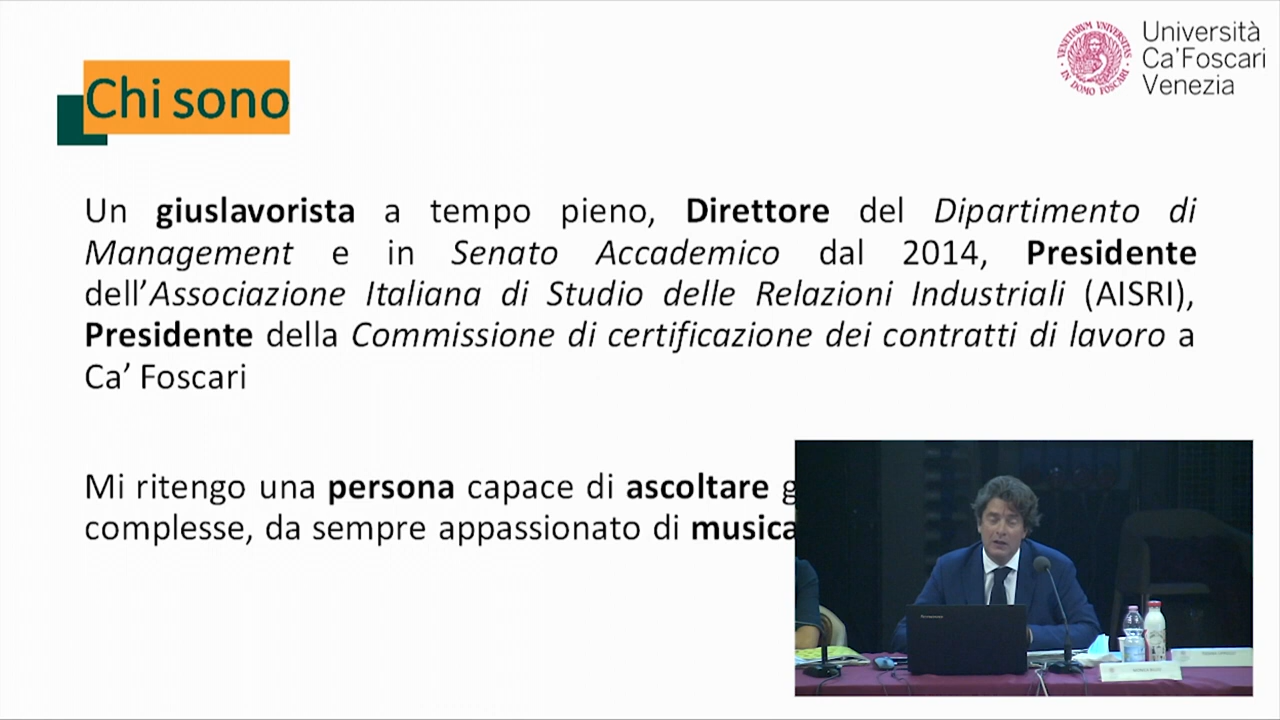 Università
Ca'Foscari
Venezia
Chi sono
Un giuslavorista a tempo pieno, Direttore del Dipartimento di
Management e in Senato Accademico dal 2014, Presidente
dell’Associazione Italiana di Studio delle Relazioni Industriali (AISRI),
Presidente della Commissione di certificazione dei contratti di lavoro a
Ca’ Foscari
Mi ritengo una persona capace di ascoltare
complesse, da sempre appassionato di musica